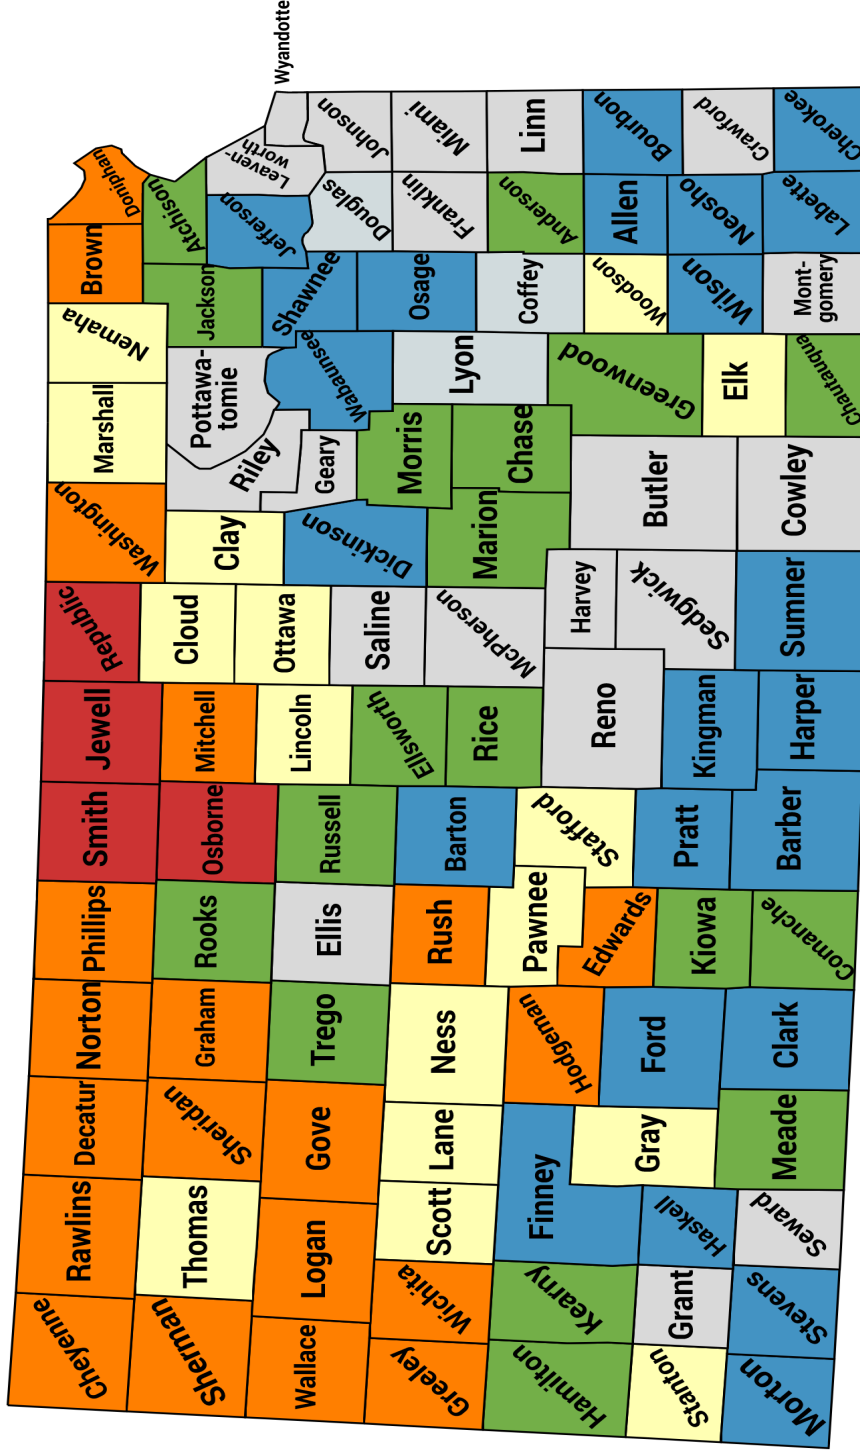 Cheyenne
Rawlins
Decatur
Norton
Phillips
Smith
Jewell
Republic
Washington
Marshall
Nemaha
Brown
Doniphan
Sherman
Thomas
Sheridan
Graham
Rooks
Osborne
Mitchell
Cloud
Clay
Riley
Pottawa-
tomie
Jackson
Atchison
Leaven-
worth
Wyandotte
Wallace
Logan
Gove
Trego
Ellis
Russell
Lincoln
Ottawa
Saline
Dickinson
Geary
Wabaunsee
Shawnee
Jefferson
Douglas
Johnson
Greeley
Wichita
Scott
Lane
Ness
Rush
Barton
Ellsworth
Rice
McPherson
Marion
Morris
Chase
Lyon
Osage
Franklin
Miami
Hamilton
Kearny
Finney
Hodgeman
Pawnee
Edwards
Stafford
Reno
Harvey
Butler
Greenwood
Coffey
Woodson
Anderson
Allen
Linn
Bourbon
Stanton
Grant
Haskell
Gray
Ford
Kiowa
Pratt
Kingman
Sedgwick
Elk
Wilson
Neosho
Crawford
Morton
Stevens
Seward
Meade
Clark
Comanche
Barber
Harper
Sumner
Cowley
Chautauqua
Mont-
gomery
Labette
Cherokee